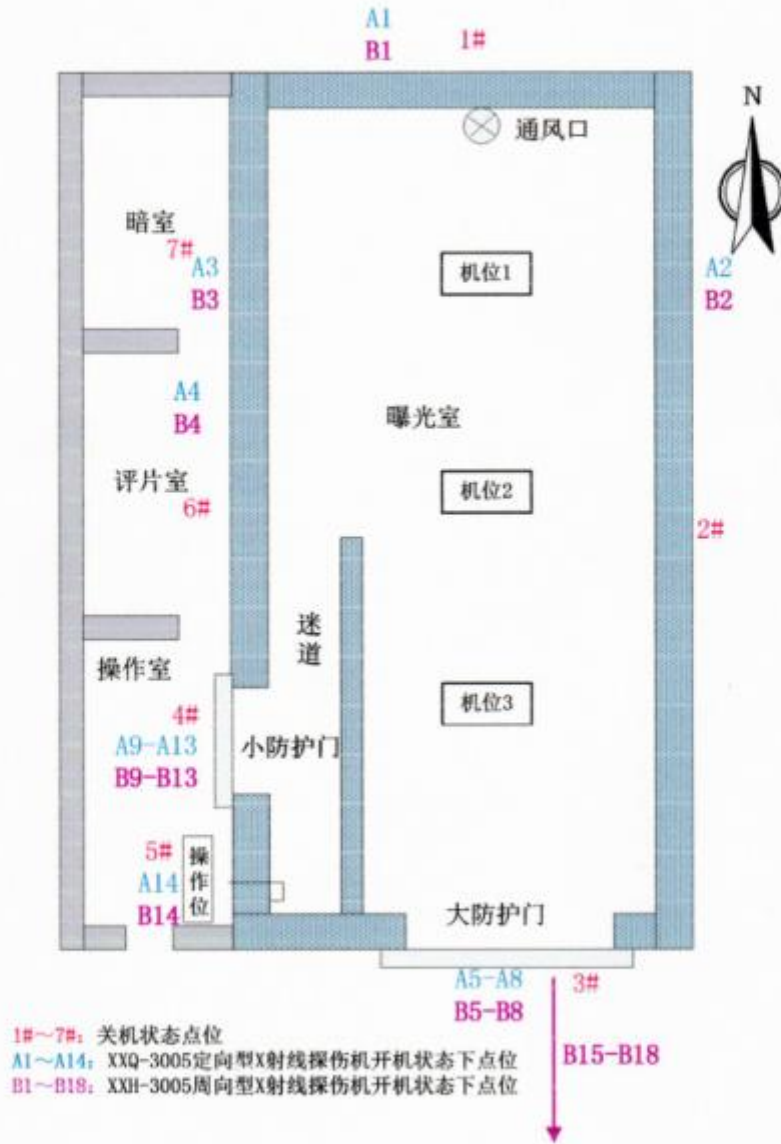 A1
B1
1#
N
通风口
暗室
7#
A3
B3
机位1
A2
B2
A4
B4
曝光室
评片室
6#
机位2
2#
迷道
操作室
4#
A9-A13
B9-B13
小防护门
机位3
5#
A14
B14
操作位
大防护门
A5-A8
B5-B8
3#
B15-B18
1#~7#: 关机状态点位
A1~A14: XXQ-3005定向型X射线探伤机开机状态下点位
B1~B18: XXH-3005周向型X射线探伤机开机状态下点位